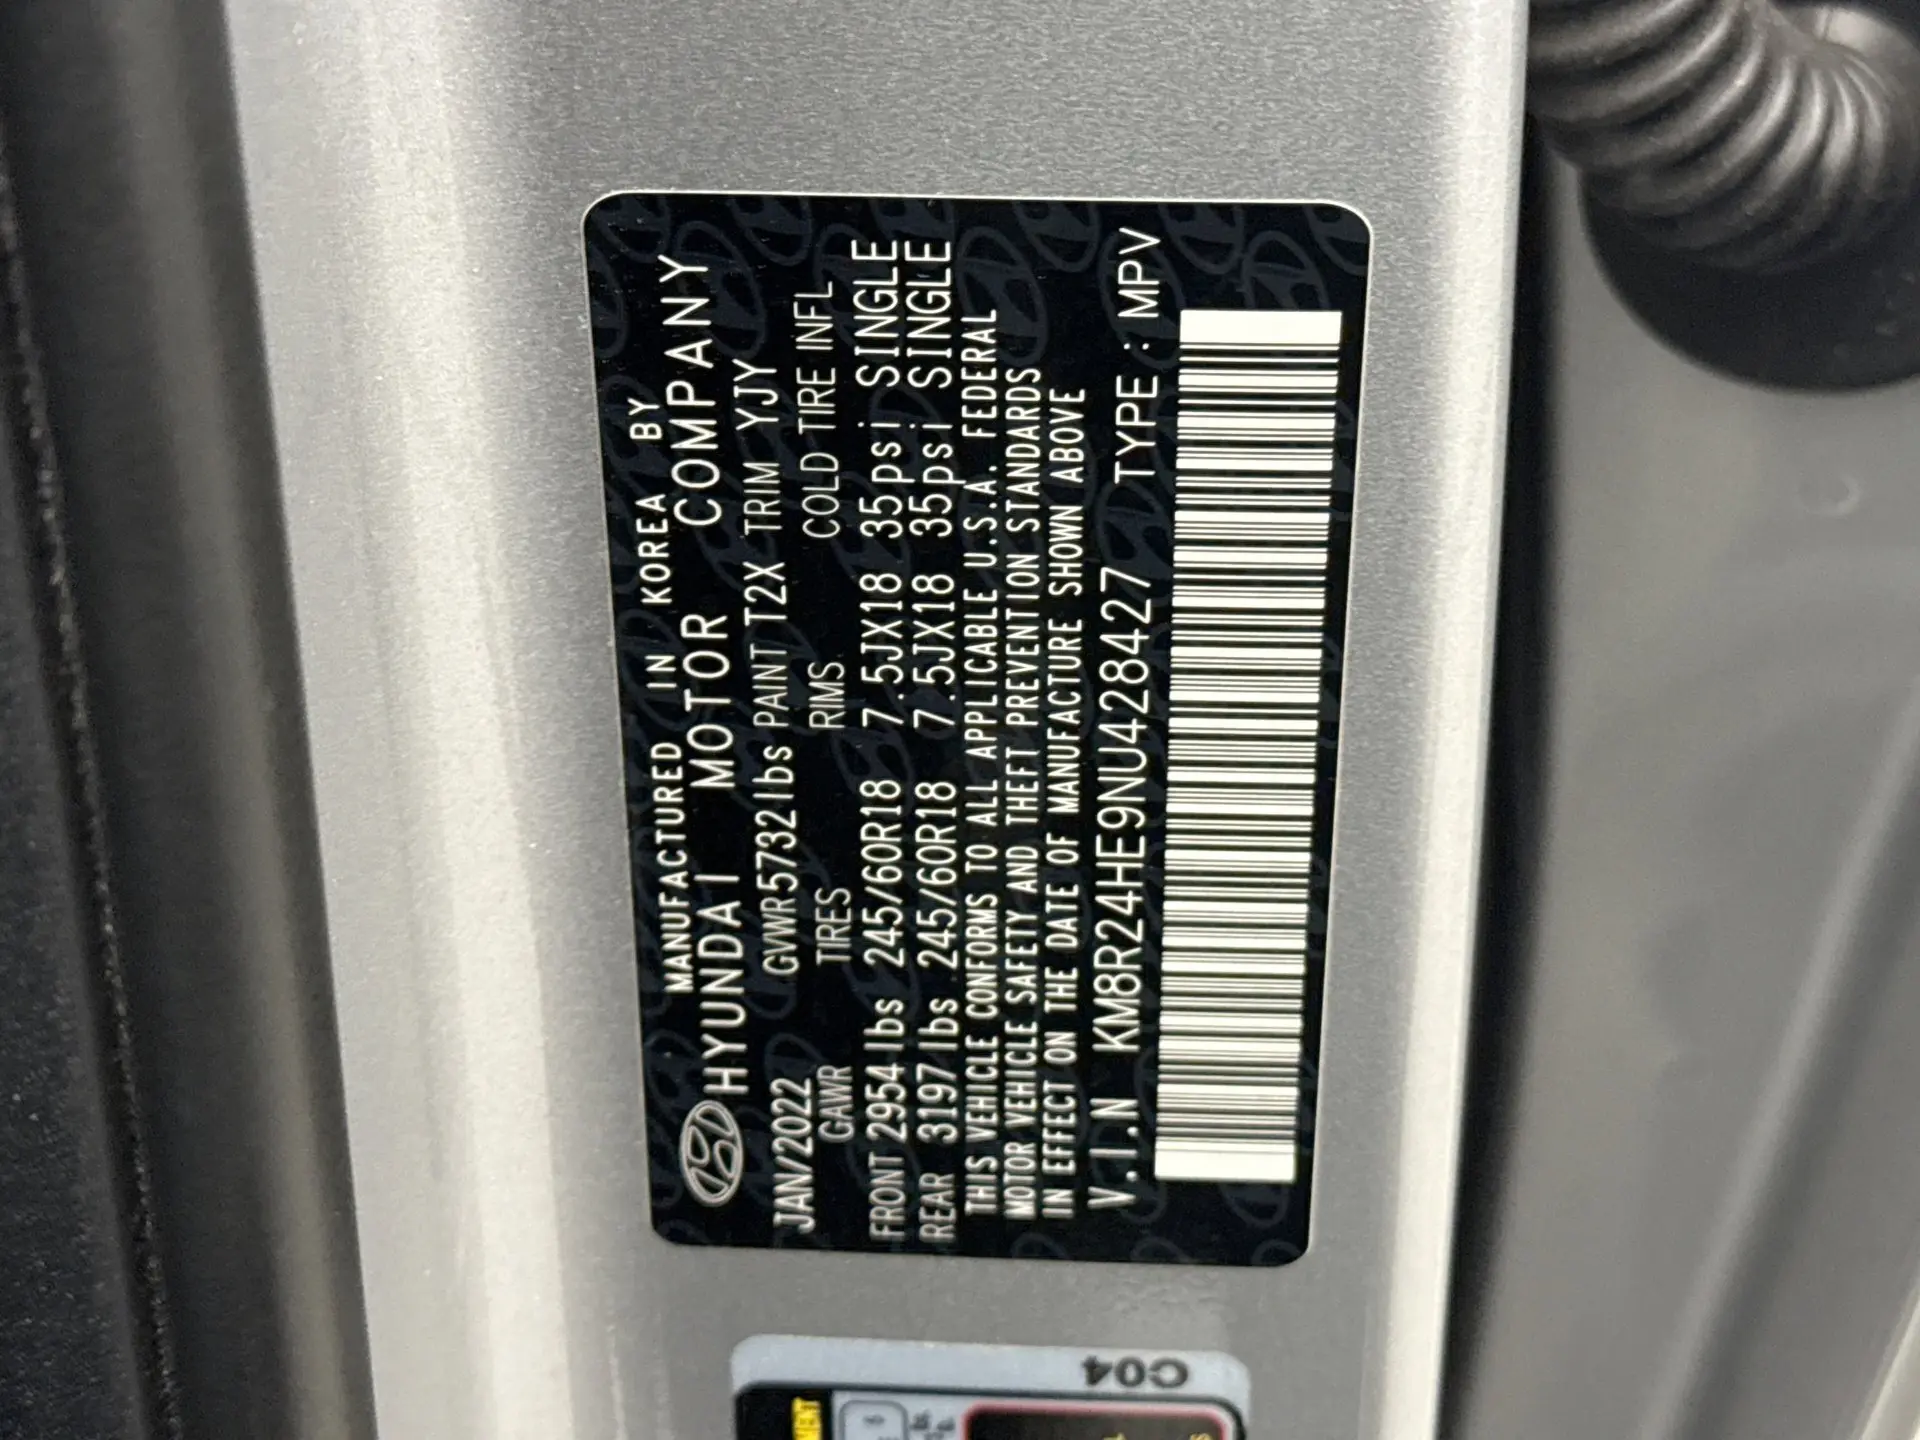 MANUFACTURED IN KOREA BY
HYUNDAI MOTOR COMPANY
JAN/2022 GVWR5732lbs PAINT T2X TRIM YJY
GAWR TIRES RIMS COLD TIRE INFL
FRONT 2954lbs 245/60R18 7.5JX18 35psi SINGLE
REAR 3197lbs 245/60R18 7.5JX18 35psi SINGLE
THIS VEHICLE CONFORMS TO ALL APPLICABLE U.S.A. FEDERAL
MOTOR VEHICLE SAFETY AND THEFT PREVENTION STANDARDS
IN EFFECT ON THE DATE OF MANUFACTURE SHOWN ABOVE
V.I.N KM8R24HE9NU428427 TYPE : MPV
C04